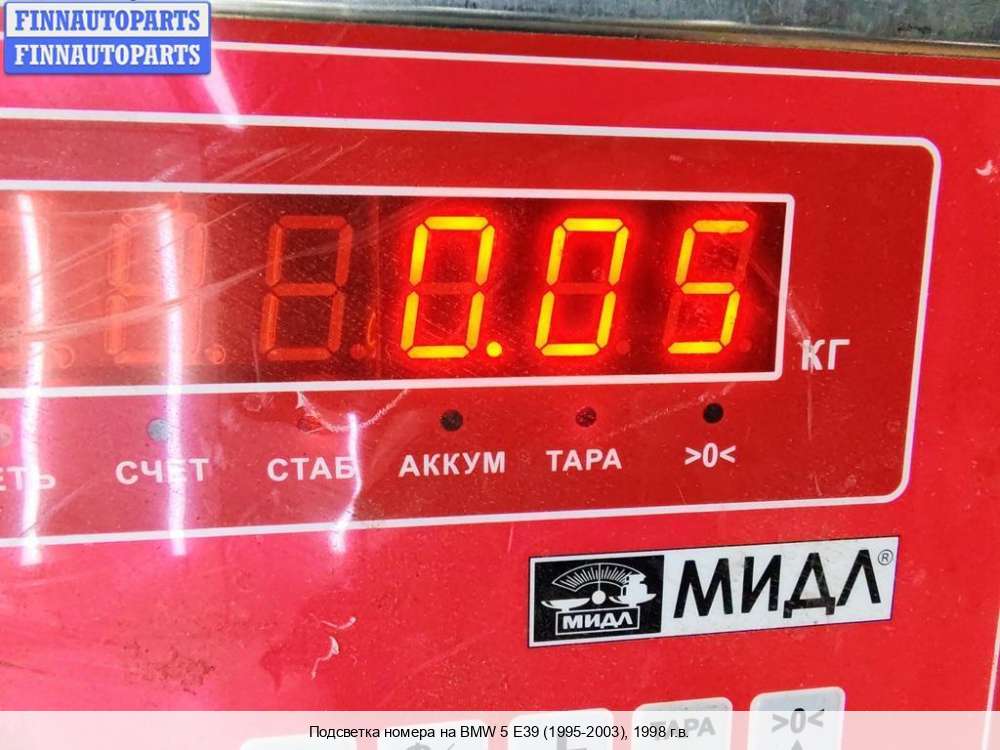 FINNAUTOPARTS
FINNAUTOPARTS
0.05
КГ
ЕТЬ СЧЕТ СТАБ АККУМ ТАРА >0<
МИДЛ МИДЛ®
ТАРА >0<
Подсветка номера на BMW 5 E39 (1995-2003), 1998 г.в.